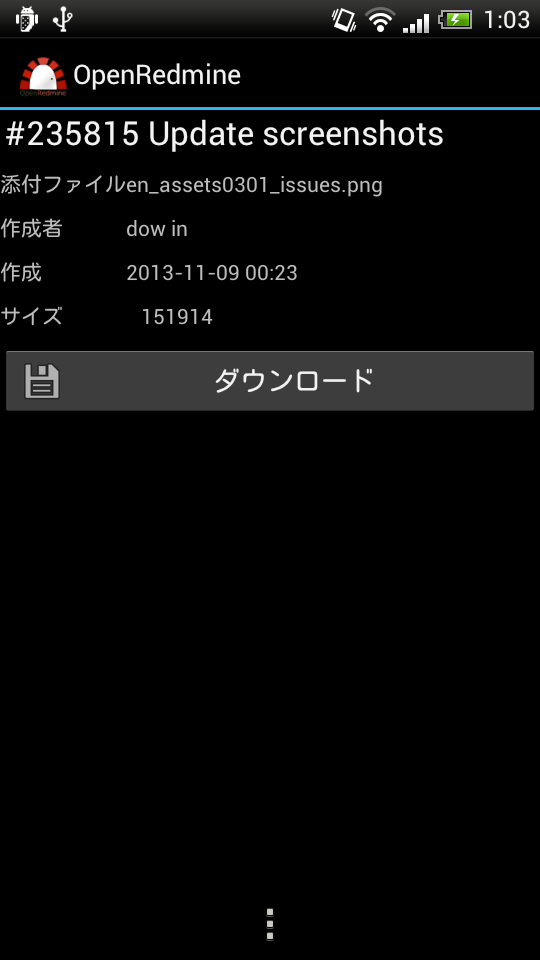 1:03
OpenRedmine
OpenRedmine
#235815 Update screenshots
添付ファイルen_assets0301_issues.png
作成者 dow in
作成 2013-11-09 00:23
サイズ 151914
ダウンロード